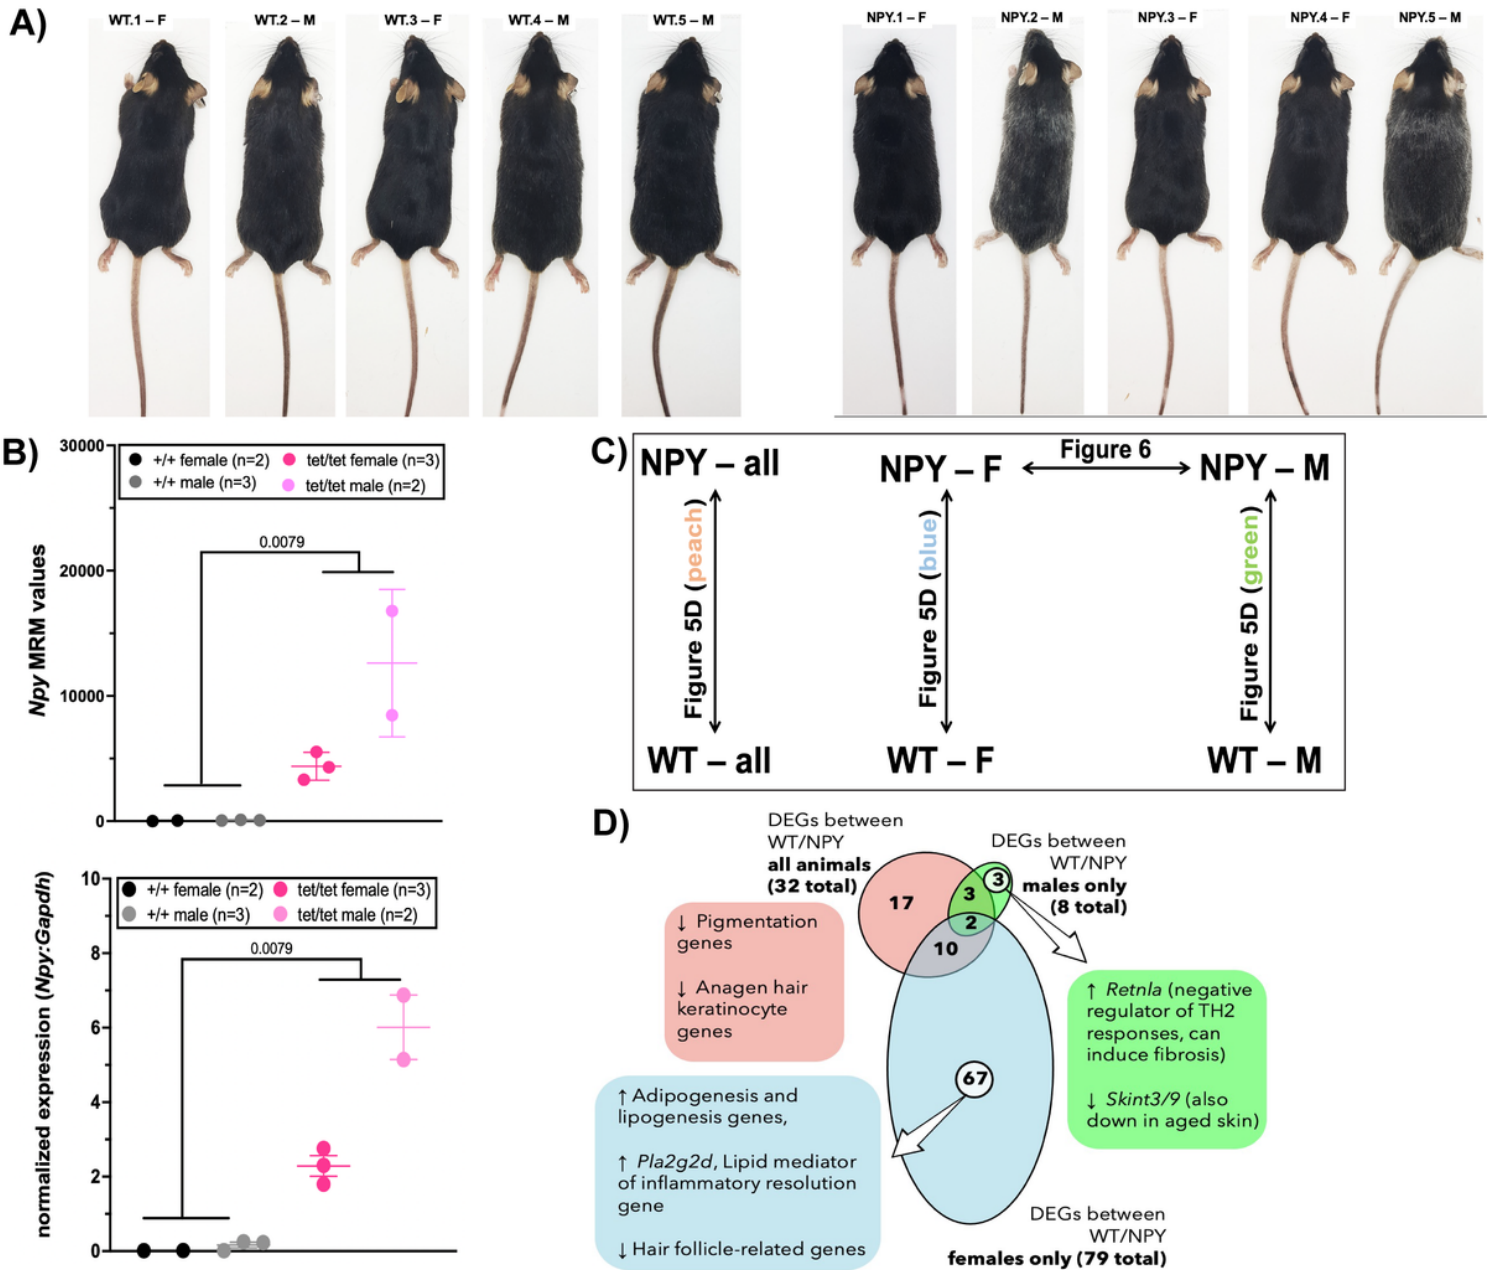 A)
WT.1 – F
WT.2 – M
WT.3 – F
WT.4 – M
WT.5 – M
NPY.1 – F
NPY.2 – M
NPY.3 – F
NPY.4 – F
NPY.5 – M
B)
30000
20000
10000
0
Npy MRM values
+/+ female (n=2)
+/+ male (n=3)
tet/tet female (n=3)
tet/tet male (n=2)
0.0079
10
8
6
4
2
0
normalized expression (Npy:Gapdh)
+/+ female (n=2)
+/+ male (n=3)
tet/tet female (n=3)
tet/tet male (n=2)
0.0079
C)
NPY – all
NPY – F
Figure 6
NPY – M
Figure 5D (peach)
Figure 5D (blue)
Figure 5D (green)
WT – all
WT – F
WT – M
D)
DEGs between
WT/NPY
all animals
(32 total)
DEGs between
WT/NPY
males only
(8 total)
17
3
3
2
10
67
↓ Pigmentation
genes
↓ Anagen hair
keratinocyte
genes
↑ Retnla (negative
regulator of TH2
responses, can
induce fibrosis)
↓ Skint3/9 (also
down in aged skin)
↑ Adipogenesis and
lipogenesis genes,
↑ Pla2g2d, Lipid mediator
of inflammatory resolution
gene
↓ Hair follicle-related genes
DEGs between
WT/NPY
females only (79 total)